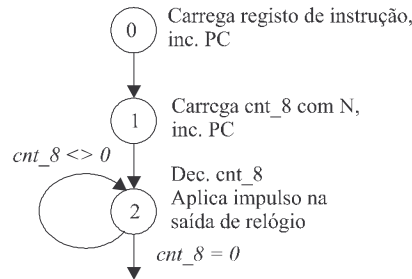 0
Carrega registo de instrução,
inc. PC
1
Carrega cnt_8 com N,
inc. PC
cnt_8 <> 0
2
Dec. cnt_8
Aplica impulso na
saída de relógio
cnt_8 = 0